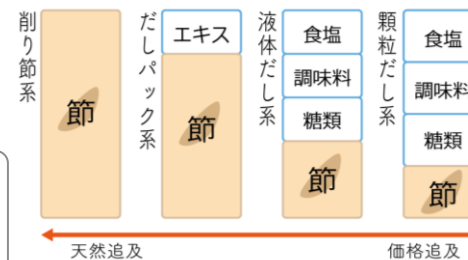 削り節系
節
だしパック系
エキス
節
液体だし系
食塩
調味料
糖類
節
顆粒だし系
食塩
調味料
糖類
節
天然追及
価格追及